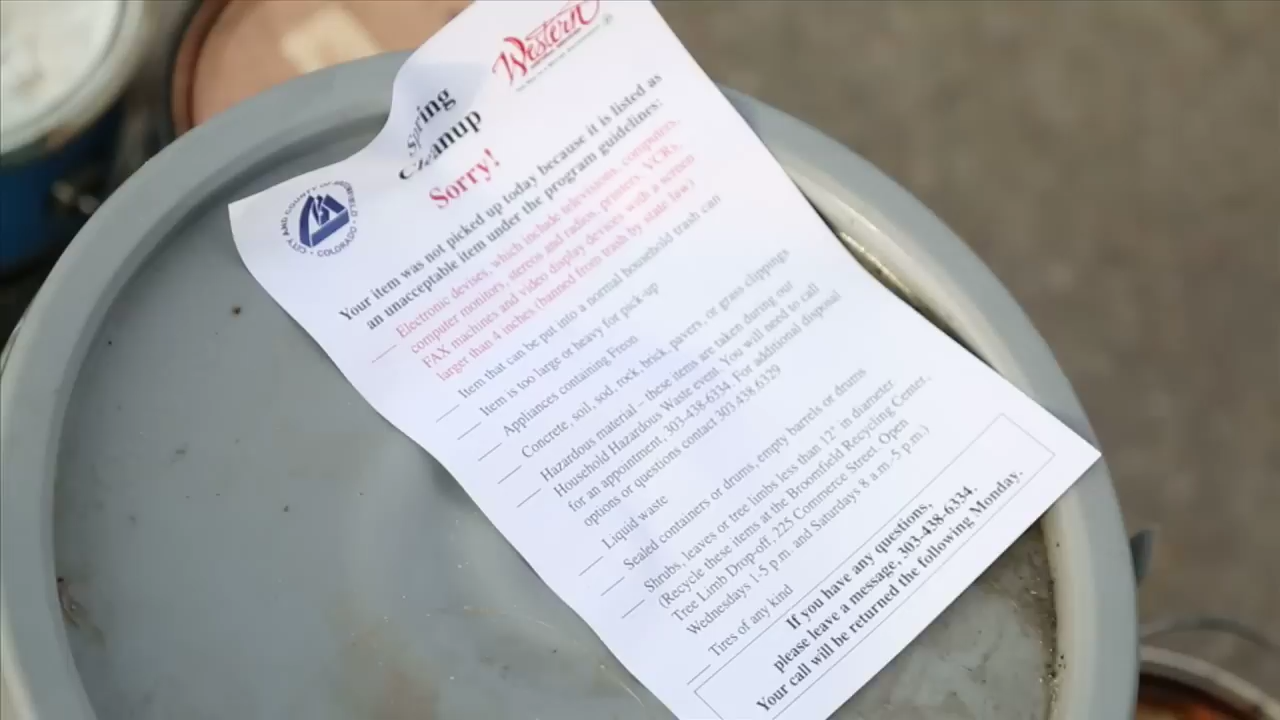 Western
Spring
Cleanup
Sorry!
CITY AND COUNTY OF BROOMFIELD • COLORADO •
Your item was not picked up today because it is listed as
an unacceptable item under the program guidelines:
Electronic devises, which include televisions, computers,
computer monitors, stereos and radios, printers, VCRs,
FAX machines and video display devices with a screen
larger than 4 inches (banned from trash by state law)
Item that can be put into a normal household trash can
Item is too large or heavy for pick-up
Appliances containing Freon
Concrete, soil, sod, rock, brick, pavers, or grass clippings
Hazardous material – these items are taken during our
Household Hazardous Waste event. You will need to call
for an appointment, 303-438-6334. For additional disposal
options or questions contact 303.438.6329
Liquid waste
Sealed containers or drums, empty barrels or drums
Shrubs, leaves or tree limbs less than 12" in diameter
(Recycle these items at the Broomfield Recycling Center,
Tree Limb Drop-off, 225 Commerce Street. Open
Wednesdays 1-5 p.m. and Saturdays 8 a.m.-5 p.m.)
Tires of any kind
If you have any questions,
please leave a message, 303-438-6334.
Your call will be returned the following Monday.